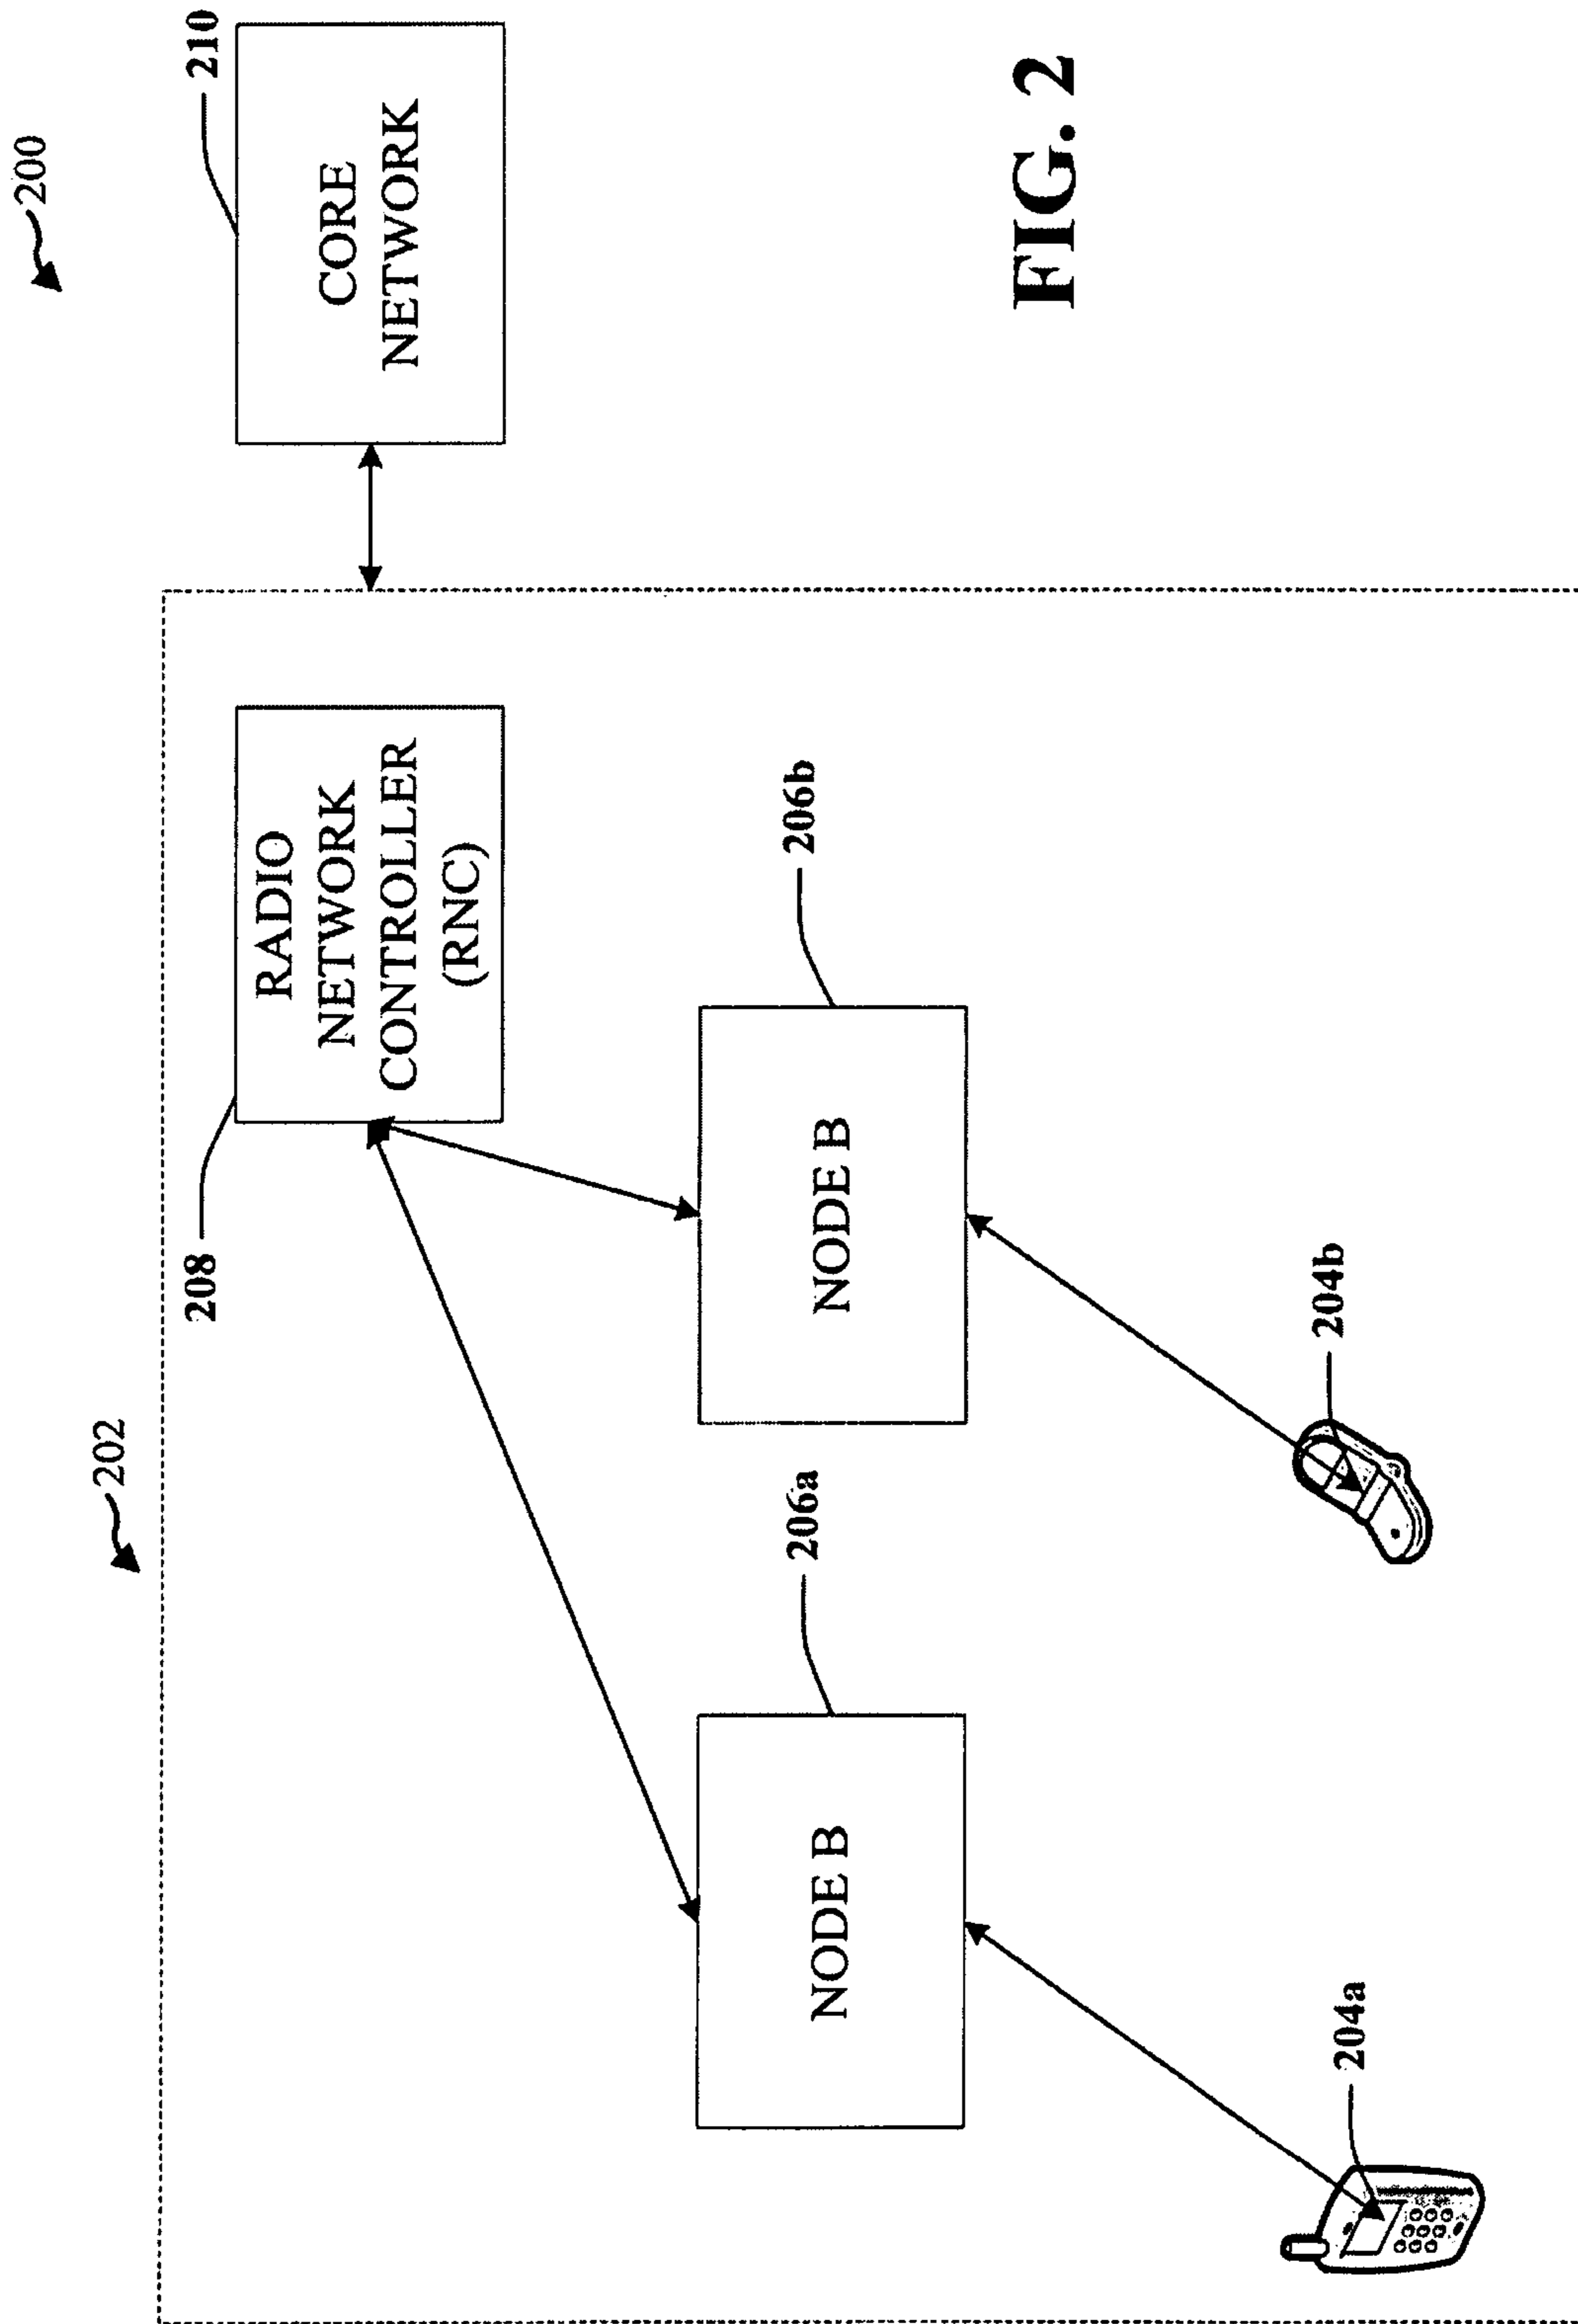 200
202
208
RADIO
NETWORK
CONTROLLER
(RNC)
210
CORE
NETWORK
206a
NODE B
206b
NODE B
204a
204b
FIG. 2